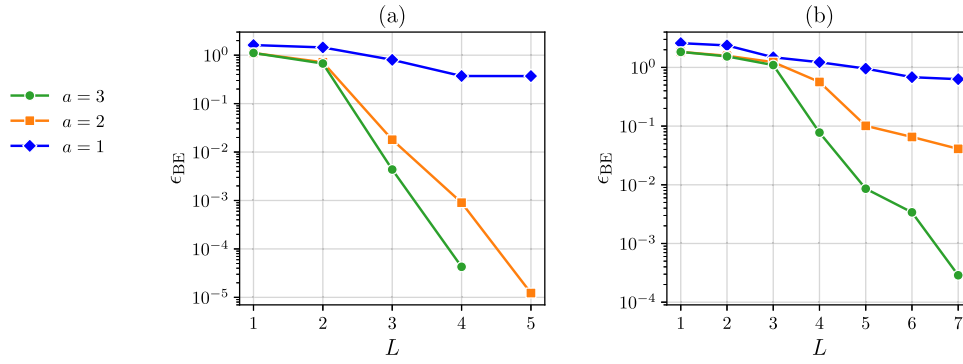 (a)
(b)
a = 3
a = 2
a = 1
ϵ_BE
10^0
10^{-1}
10^{-2}
10^{-3}
10^{-4}
10^{-5}
1 2 3 4 5
L
ϵ_BE
10^0
10^{-1}
10^{-2}
10^{-3}
10^{-4}
1 2 3 4 5 6 7
L